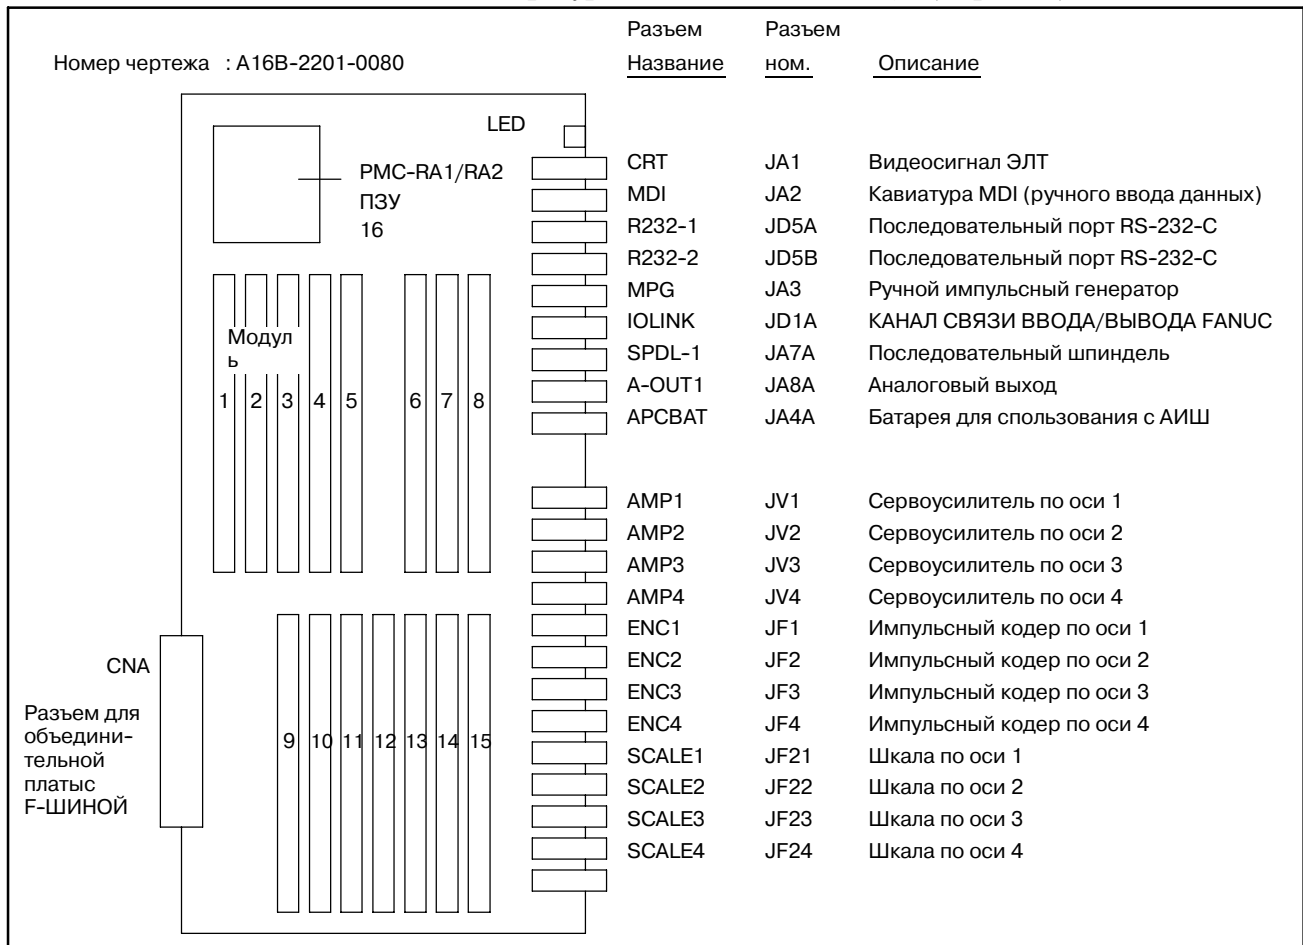 Разъем Разъем
Номер чертежа : A16B-2201-0080 Название ном. Описание
LED
CRT JA1 Видеосигнал ЭЛТ
PMC-RA1/RA2
ПЗУ
16
MDI JA2 Кавиатура MDI (ручного ввода данных)
R232-1 JD5A Последовательный порт RS-232-C
R232-2 JD5B Последовательный порт RS-232-C
MPG JA3 Ручной импульсный генератор
IOLINK JD1A КАНАЛ СВЯЗИ ВВОДА/ВЫВОДА FANUC
Модул
ь
SPDL-1 JA7A Последовательный шпиндель
A-OUT1 JA8A Аналоговый выход
1 2 3 4 5 6 7 8
APCBAT JA4A Батарея для спользования с АИШ
AMP1 JV1 Сервоусилитель по оси 1
AMP2 JV2 Сервоусилитель по оси 2
AMP3 JV3 Сервоусилитель по оси 3
AMP4 JV4 Сервоусилитель по оси 4
ENC1 JF1 Импульсный кодер по оси 1
ENC2 JF2 Импульсный кодер по оси 2
ENC3 JF3 Импульсный кодер по оси 3
ENC4 JF4 Импульсный кодер по оси 4
CNA
Разъем для
объедини-
тельной
платыс
F-ШИНОЙ
9 10 11 12 13 14 15
SCALE1 JF21 Шкала по оси 1
SCALE2 JF22 Шкала по оси 2
SCALE3 JF23 Шкала по оси 3
SCALE4 JF24 Шкала по оси 4